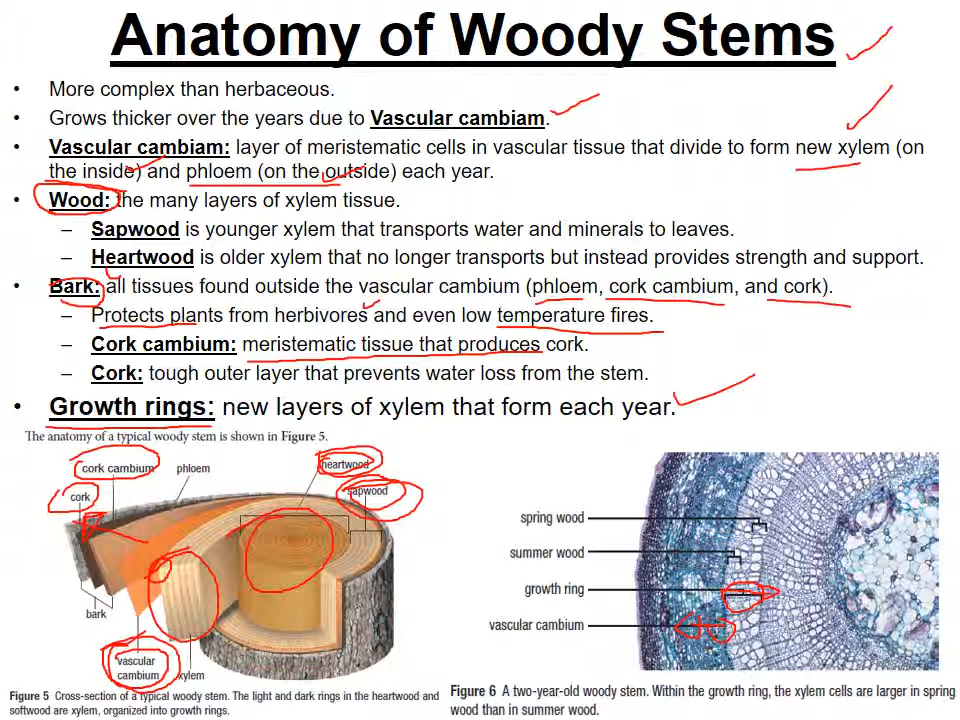 Anatomy of Woody Stems
• More complex than herbaceous.
• Grows thicker over the years due to Vascular cambiam.
• Vascular cambiam: layer of meristematic cells in vascular tissue that divide to form new xylem (on
the inside) and phloem (on the outside) each year.
• Wood: the many layers of xylem tissue.
– Sapwood is younger xylem that transports water and minerals to leaves.
– Heartwood is older xylem that no longer transports but instead provides strength and support.
• Bark: all tissues found outside the vascular cambium (phloem, cork cambium, and cork).
– Protects plants from herbivores and even low temperature fires.
– Cork cambium: meristematic tissue that produces cork.
– Cork: tough outer layer that prevents water loss from the stem.
• Growth rings: new layers of xylem that form each year.
The anatomy of a typical woody stem is shown in Figure 5.
cork cambium
phloem
heartwood
cork
sapwood
bark
vascular
cambium
xylem
Figure 5 Cross-section of a typical woody stem. The light and dark rings in the heartwood and
softwood are xylem, organized into growth rings.
spring wood
summer wood
growth ring
vascular cambium
Figure 6 A two-year-old woody stem. Within the growth ring, the xylem cells are larger in spring
wood than in summer wood.